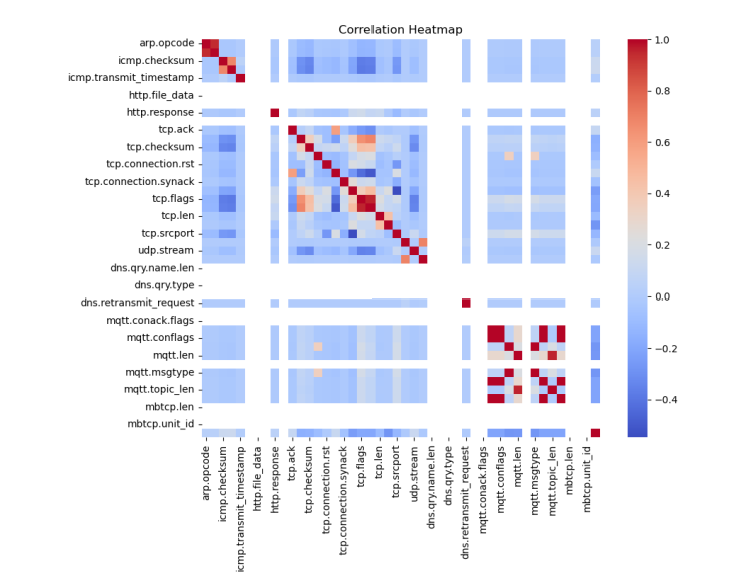 Correlation Heatmap
arp.opcode
icmp.checksum
icmp.transmit_timestamp
http.file_data
http.response
tcp.ack
tcp.checksum
tcp.connection.rst
tcp.connection.synack
tcp.flags
tcp.len
tcp.srcport
udp.stream
dns.qry.name.len
dns.qry.type
dns.retransmit_request
mqtt.conack.flags
mqtt.conflags
mqtt.len
mqtt.msgtype
mqtt.topic_len
mbtcp.len
mbtcp.unit_id
arp.opcode
icmp.checksum
icmp.transmit_timestamp
http.file_data
http.response
tcp.ack
tcp.checksum
tcp.connection.rst
tcp.connection.synack
tcp.flags
tcp.len
tcp.srcport
udp.stream
dns.qry.name.len
dns.qry.type
dns.retransmit_request
mqtt.conack.flags
mqtt.conflags
mqtt.len
mqtt.msgtype
mqtt.topic_len
mbtcp.len
mbtcp.unit_id
1.0
0.8
0.6
0.4
0.2
0.0
−0.2
−0.4